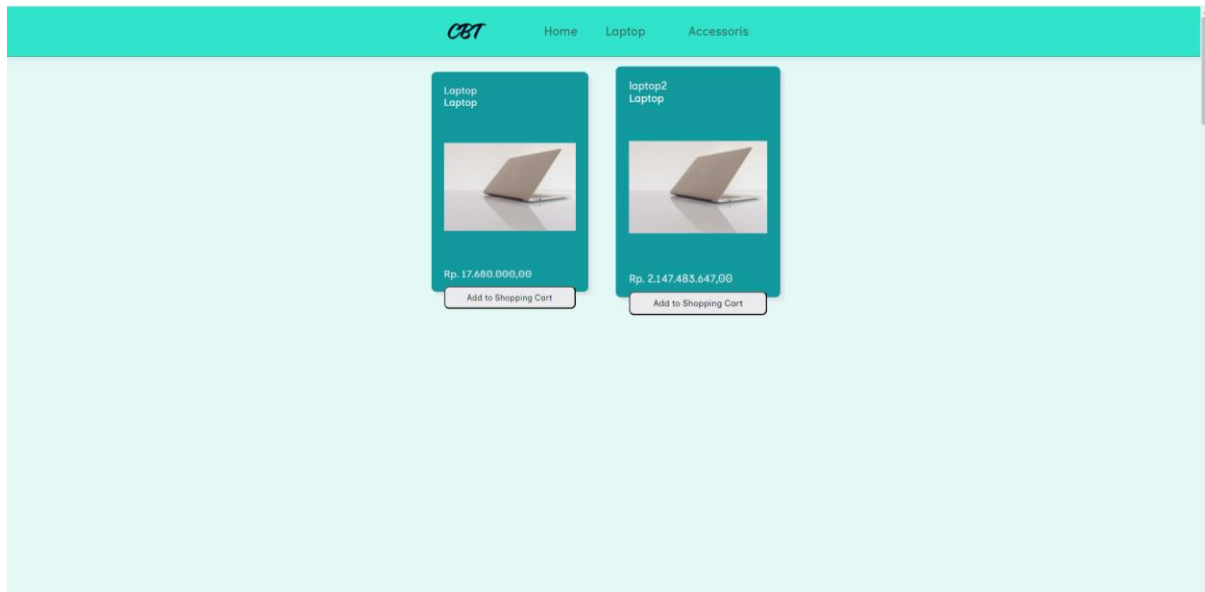 CBT Home Laptop Accessoris
Laptop
Laptop
Rp. 17.680.000,00
Add to Shopping Cart
laptop2
Laptop
Rp. 2.147.483.647,00
Add to Shopping Cart